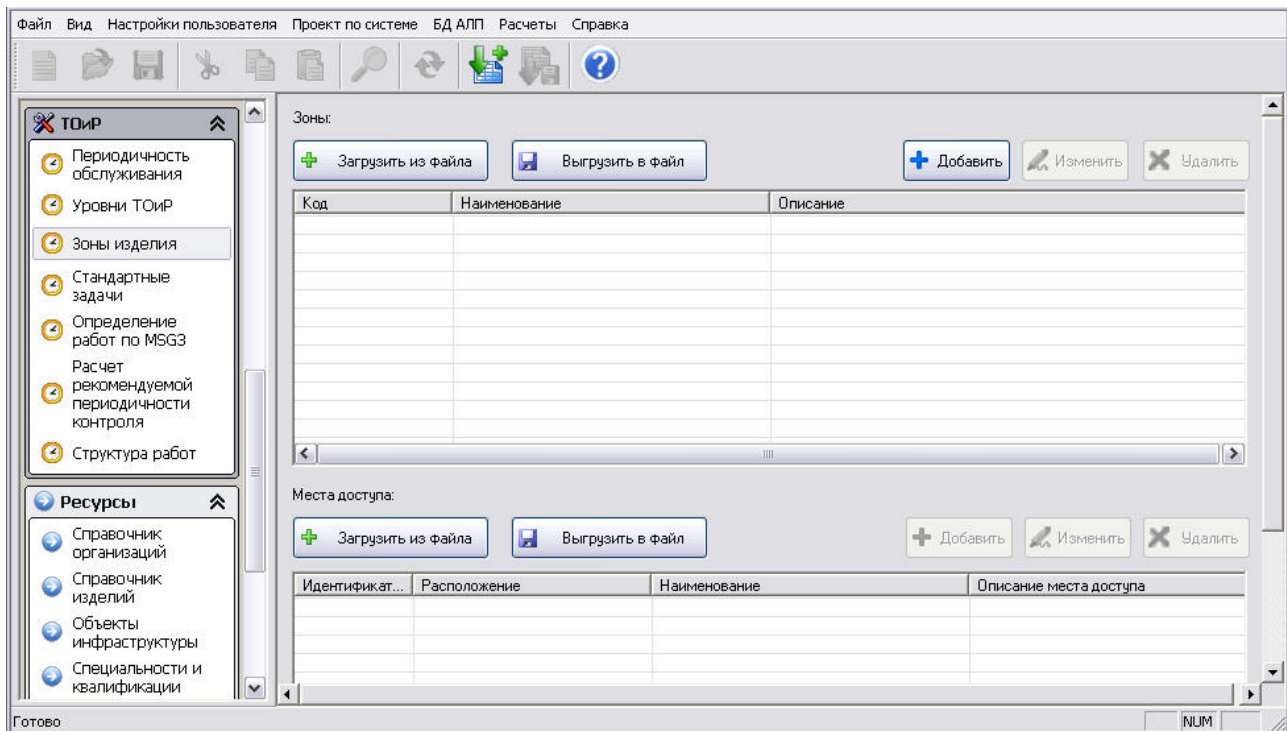 Файл Вид Настройки пользователя Проект по системе БД АЛП Расчеты Справка
ТОиР
Периодичность
обслуживания
Уровни ТОиР
Зоны изделия
Стандартные
задачи
Определение
работ по MSG3
Расчет
рекомендуемой
периодичности
контроля
Структура работ
Ресурсы
Справочник
организаций
Справочник
изделий
Объекты
инфраструктуры
Специальности и
квалификации
Зоны:
Загрузить из файла Выгрузить в файл Добавить Изменить Удалить
Код Наименование Описание
Места доступа:
Загрузить из файла Выгрузить в файл Добавить Изменить Удалить
Идентификат... Расположение Наименование Описание места доступа
Готово NUM